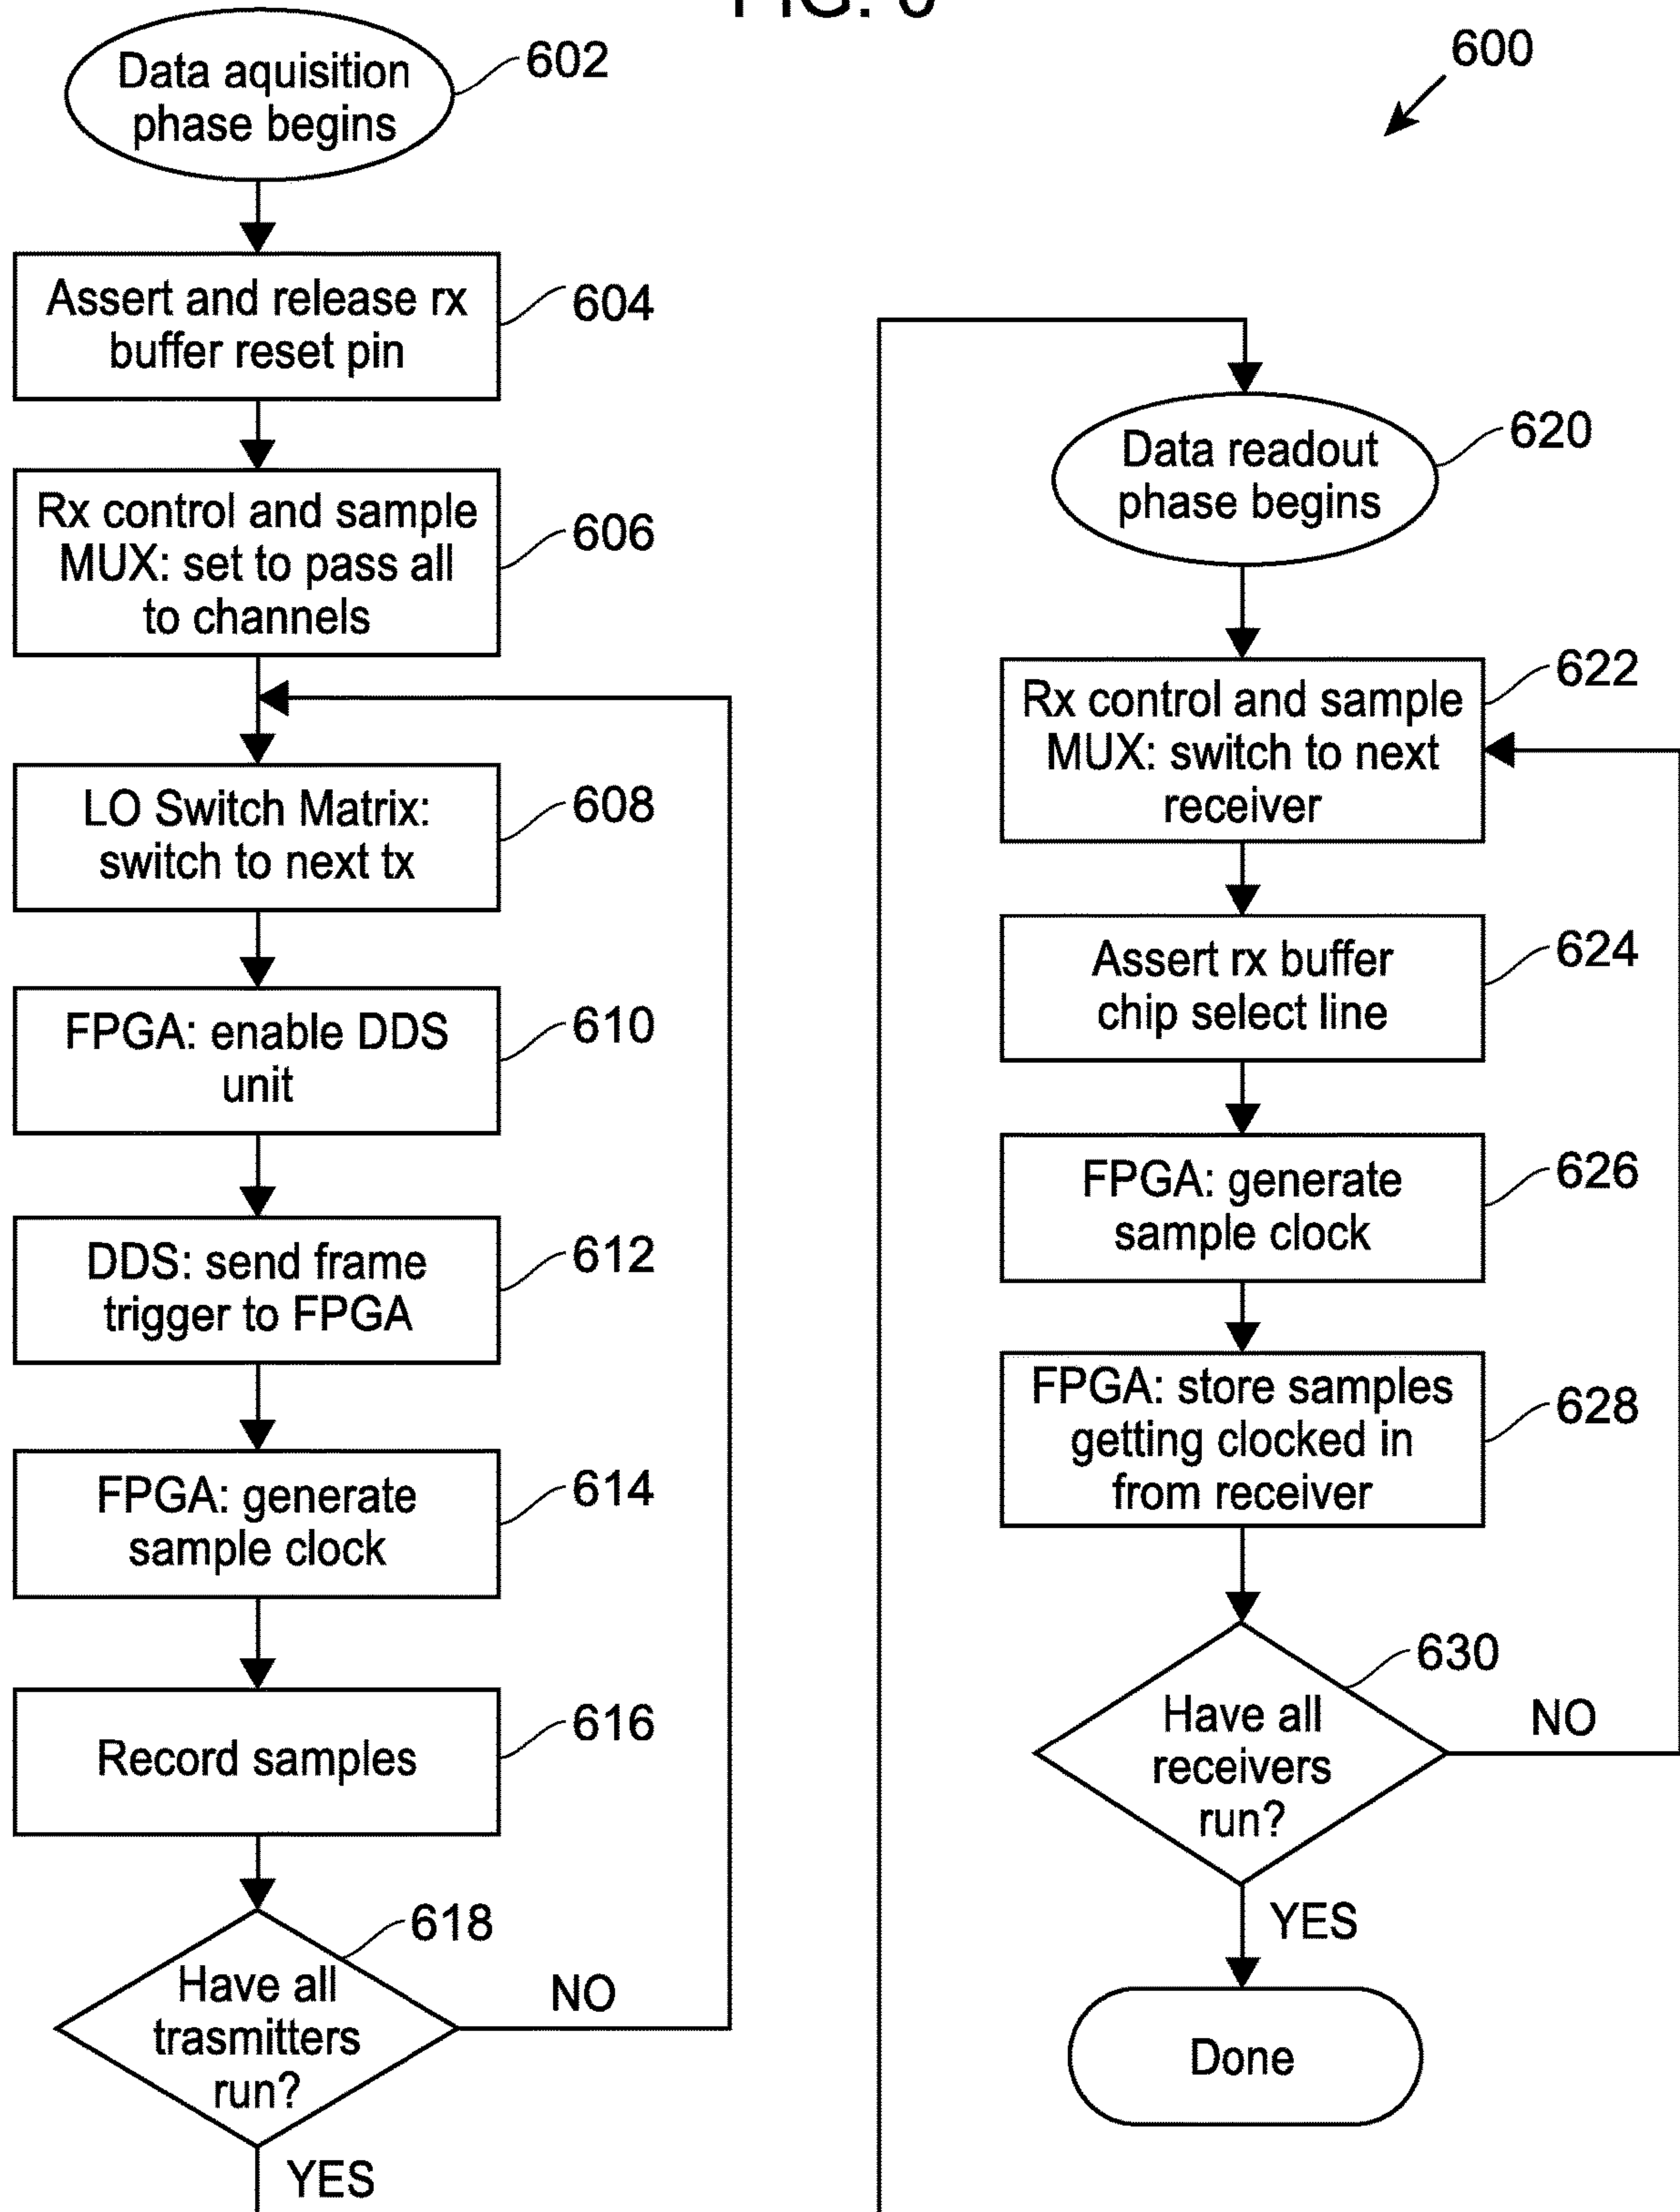 FIG. 6
600
Data aquisition
phase begins
602
Assert and release rx
buffer reset pin
604
Rx control and sample
MUX: set to pass all
to channels
606
LO Switch Matrix:
switch to next tx
608
FPGA: enable DDS
unit
610
DDS: send frame
trigger to FPGA
612
FPGA: generate
sample clock
614
Record samples
616
Have all
trasmitters
run?
618
NO
YES
Data readout
phase begins
620
Rx control and sample
MUX: switch to next
receiver
622
Assert rx buffer
chip select line
624
FPGA: generate
sample clock
626
FPGA: store samples
getting clocked in
from receiver
628
Have all
receivers
run?
630
NO
YES
Done